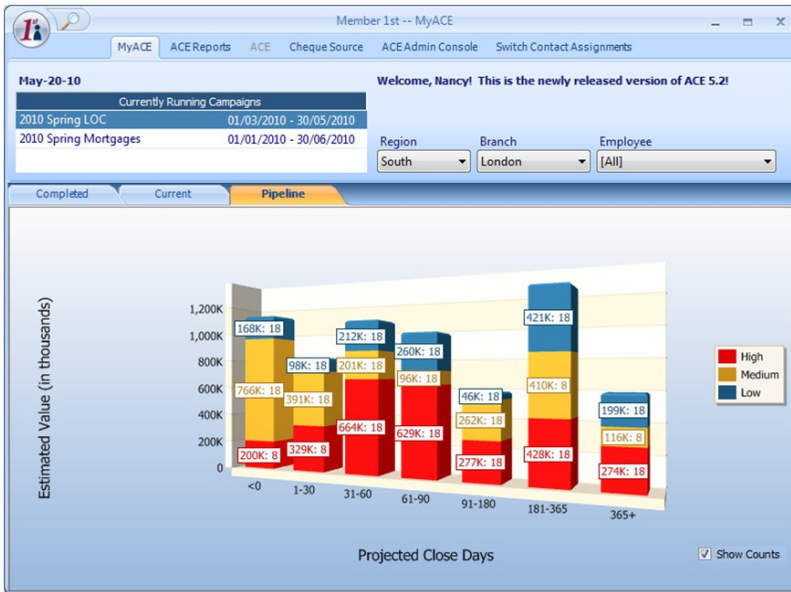 1st
Member 1st -- MyACE
MyACE ACE Reports ACE Cheque Source ACE Admin Console Switch Contact Assignments
May-20-10
Welcome, Nancy! This is the newly released version of ACE 5.2!
Currently Running Campaigns
2010 Spring LOC 01/03/2010 - 30/05/2010
2010 Spring Mortgages 01/01/2010 - 30/06/2010
Region Branch Employee
South London [All]
Completed Current Pipeline
Estimated Value (in thousands)
1,200K
1,000K
800K
600K
400K
200K
0
168K: 18
766K: 18
200K: 8
98K: 18
391K: 18
329K: 8
212K: 18
201K: 18
664K: 18
260K: 18
96K: 18
629K: 18
46K: 18
262K: 18
277K: 18
421K: 18
410K: 8
428K: 18
199K: 18
116K: 8
274K: 18
<0 1-30 31-60 61-90 91-180 181-365 365+
High
Medium
Low
Projected Close Days
Show Counts